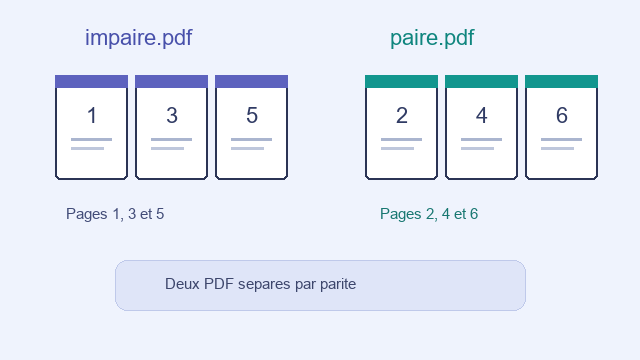 impaire.pdf
paire.pdf
1 3 5
2 4 6
Pages 1, 3 et 5
Pages 2, 4 et 6
Deux PDF separes par parite